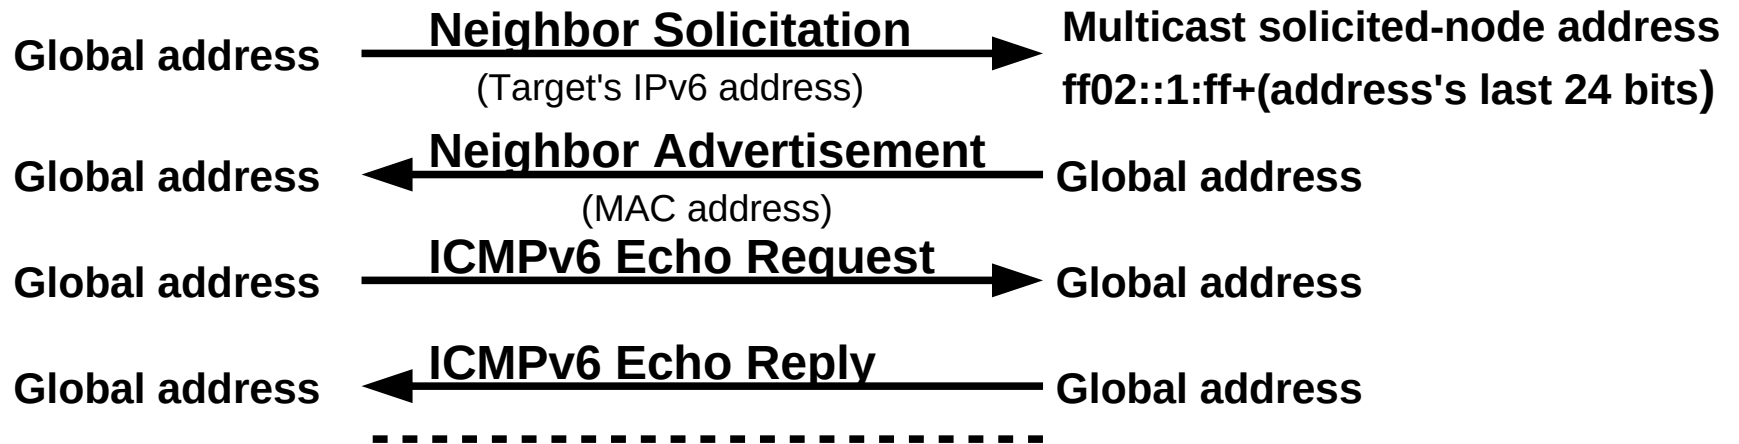 Global address Neighbor Solicitation Multicast solicited-node address
(Target's IPv6 address) ff02::1:ff+(address's last 24 bits)
Global address Neighbor Advertisement Global address
(MAC address)
Global address ICMPv6 Echo Request Global address
Global address ICMPv6 Echo Reply Global address